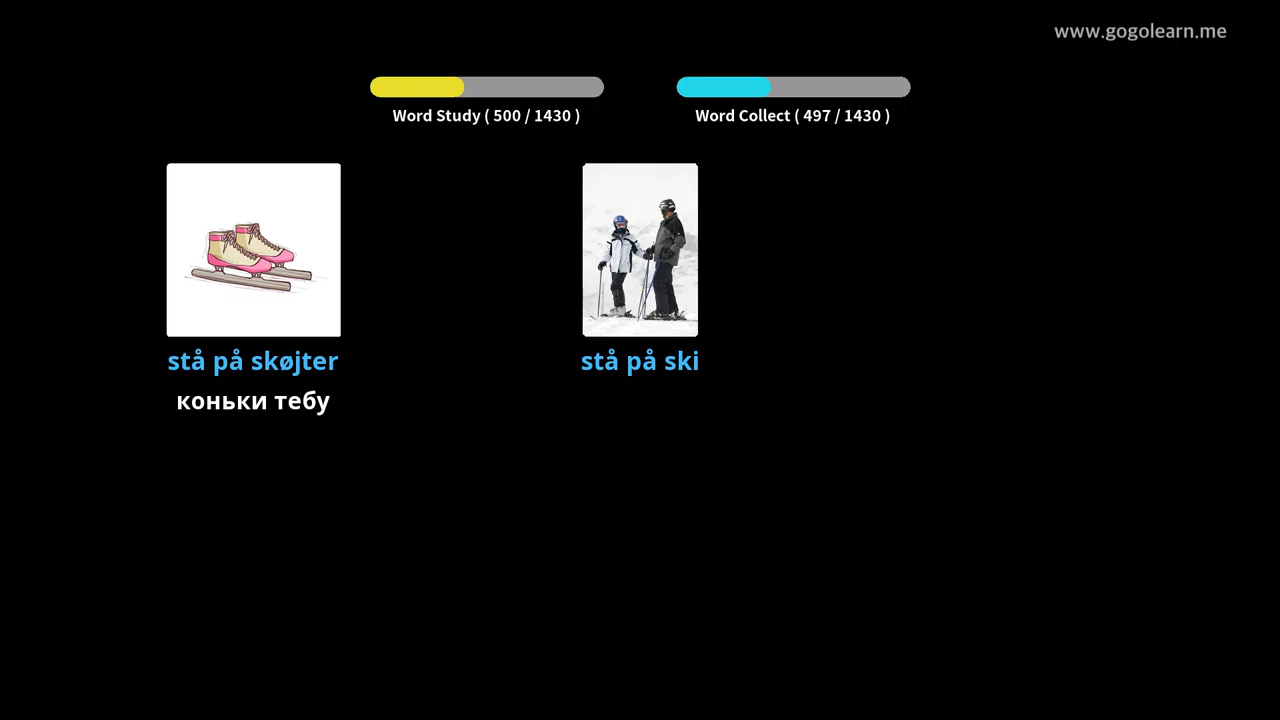 www.gogolearn.me
Word Study ( 500 / 1430 )
Word Collect ( 497 / 1430 )
stå på skøjter
stå på ski
коньки тебу